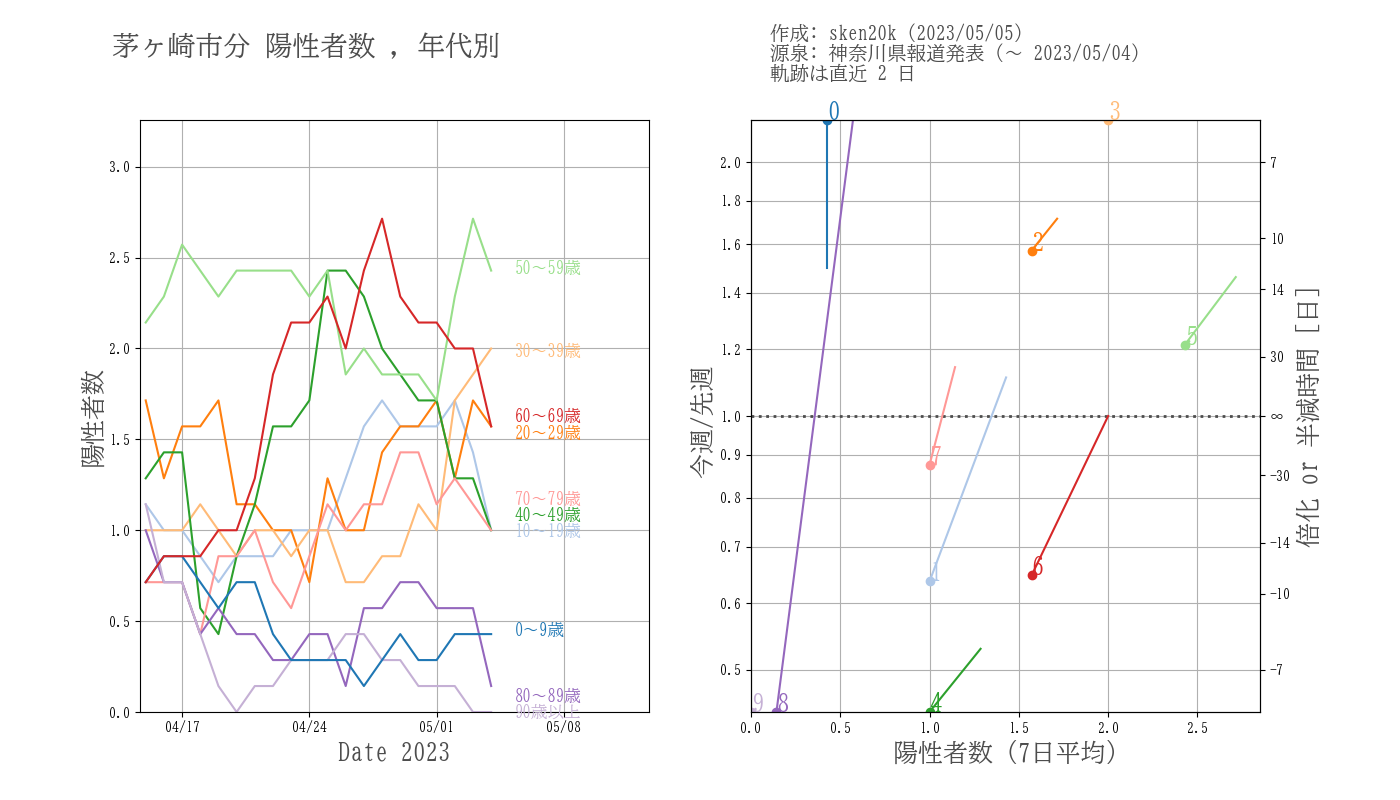 茅ヶ崎市分 陽性者数 , 年代別
作成: sken20k (2023/05/05)
源泉: 神奈川県報道発表 (〜 2023/05/04)
軌跡は直近 2 日
陽性者数
3.0
2.5
2.0
1.5
1.0
0.5
0.0
04/17
04/24
05/01
05/08
Date 2023
50〜59歳
30〜39歳
60〜69歳
20〜29歳
70〜79歳
40〜49歳
10〜19歳
0〜9歳
80〜89歳
90歳以上
今週/先週
2.0
1.8
1.6
1.4
1.2
1.0
0.9
0.8
0.7
0.6
0.5
0
3
2
5
7
1
6
4
9
8
0.0
0.5
1.0
1.5
2.0
2.5
陽性者数 (7日平均)
7
10
14
30
∞
−30
−14
−10
−7
倍化 or 半減時間 [日]